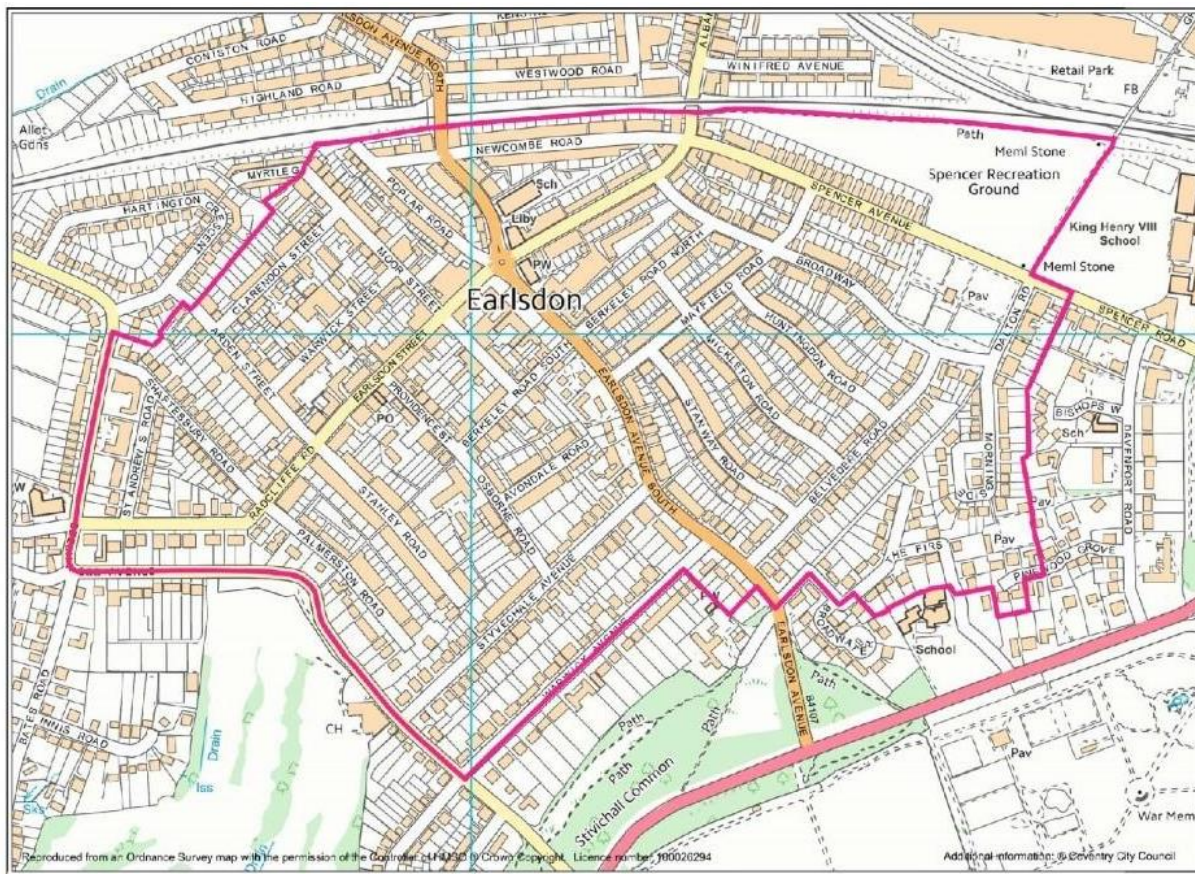 CONISTON ROAD
HIGHLAND ROAD
WESTWOOD ROAD
WINIFRED AVENUE
Retail Park
FB
Drain
Allot
Gdns
Path
Meml Stone
Spencer Recreation
Ground
King Henry VIII
School
Meml Stone
NEWCOMBE ROAD
HARTINGTON
POPLAR ROAD
Sch
Liby
PW
SPENCER AVENUE
CLARENDON STREET
MOOR STREET
WARWICK STREET
ARDEN STREET
Earlsdon
BERKELEY ROAD NORTH
MAYFIELD ROAD
BROADWAY
HUNTINGDON ROAD
MICKLETON ROAD
STANWAY ROAD
Pav
DALTON RD
SPENCER ROAD
EARLSDON STREET
PO
PROVIDENCE ST
BERKELEY ROAD SOUTH
EARLSDON AVENUE SOUTH
SHAFTESBURY ROAD
ST ANDREW S ROAD
RADCLIFFE RD
STANLEY ROAD
PALMERSTON ROAD
OSBORNE ROAD
AVONDALE ROAD
STYVECHALE AVENUE
BELVEDERE ROAD
BISHOPS W
Sch
DAVENPORT ROAD
Pav
THE FIRS
Pav
School
EARLSDON AVENUE
B4107
Path
Path
Path
Path
Stivichall Common
BATES ROAD
INNIS ROAD
Drain
Iss
Sks
CH
Pav
War Mem
Reproduced from an Ordnance Survey map with the permission of the Controller of HMSO © Crown Copyright. Licence number 100026294
Additional information: © Coventry City Council